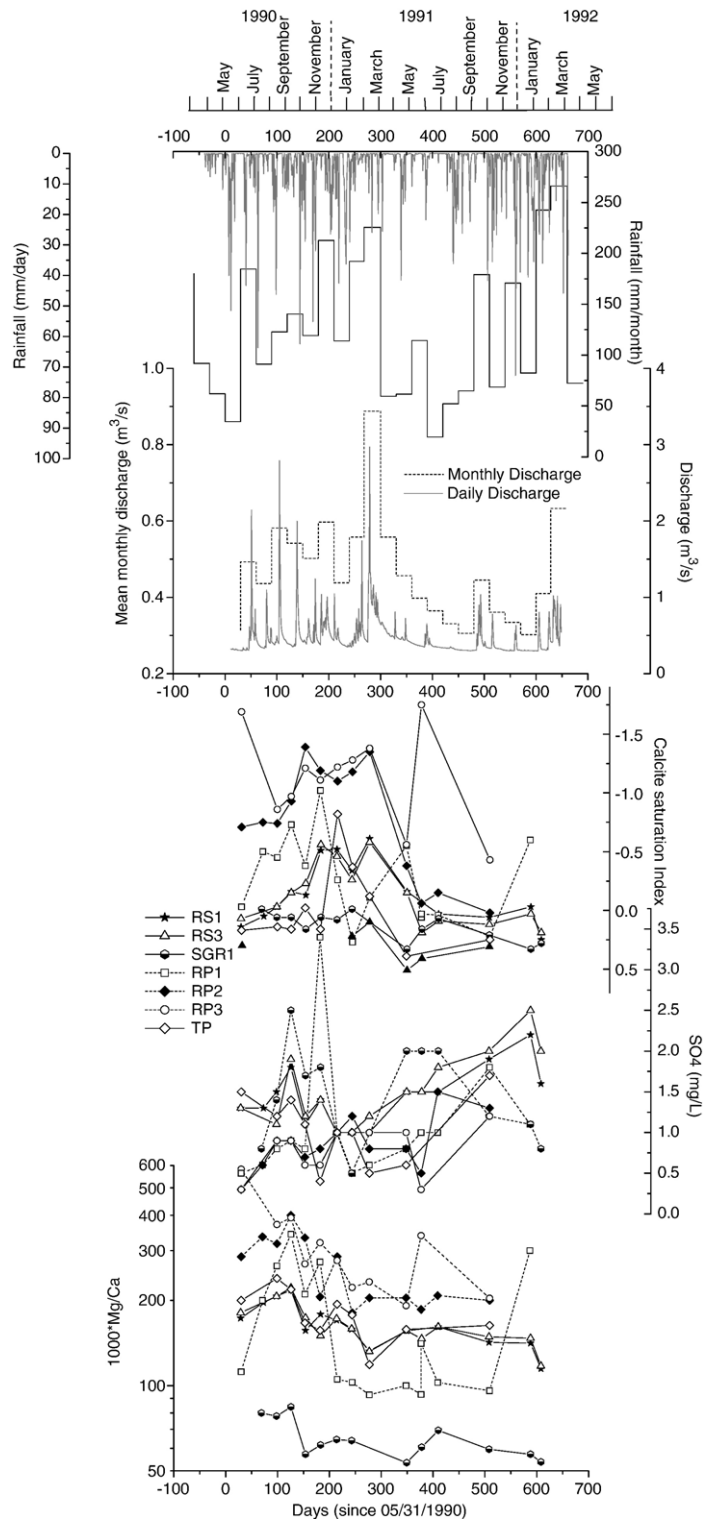 1990 1991 1992
May July September November January March May July September November January March May
-100 0 100 200 300 400 500 600 700
0 10 20 30 40 50 60 70 80 90 100
Rainfall (mm/day)
300 250 200 150 100 50 0
Rainfall (mm/month)
1.0 0.8 0.6 0.4 0.2
Mean monthly discharge (m³/s)
4 3 2 1 0
Discharge (m³/s)
Monthly Discharge
Daily Discharge
-100 0 100 200 300 400 500 600 700
-1.5 -1.0 -0.5 0.0 0.5
Calcite saturation Index
RS1
RS3
SGR1
RP1
RP2
RP3
TP
3.5 3.0 2.5 2.0 1.5 1.0 0.5 0.0
SO4 (mg/L)
600 500 400 300 200 100 50
1000*Mg/Ca
-100 0 100 200 300 400 500 600 700
Days (since 05/31/1990)